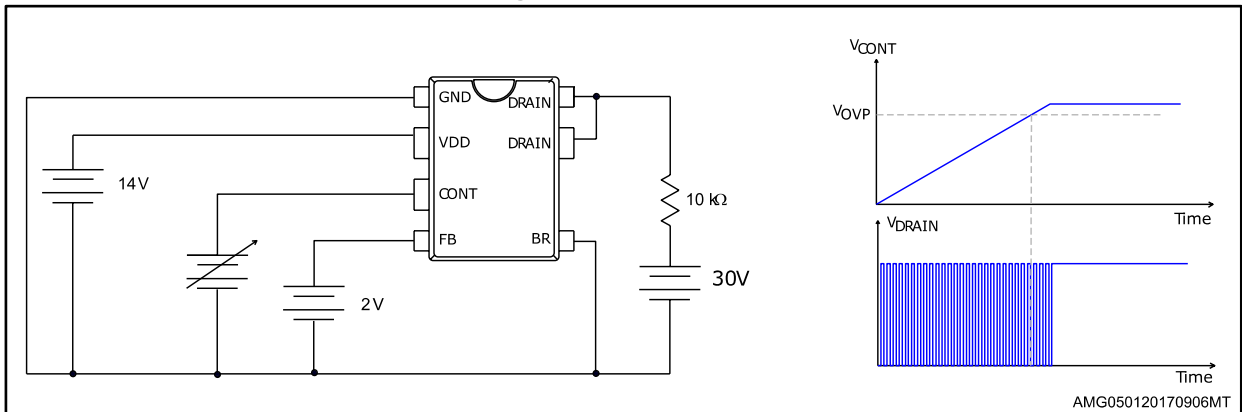 GND
DRAIN
VDD
DRAIN
CONT
FB
BR
14V
2V
10 kΩ
30V
VCONT
VOVP
Time
VDRAIN
Time
AMG050120170906MT